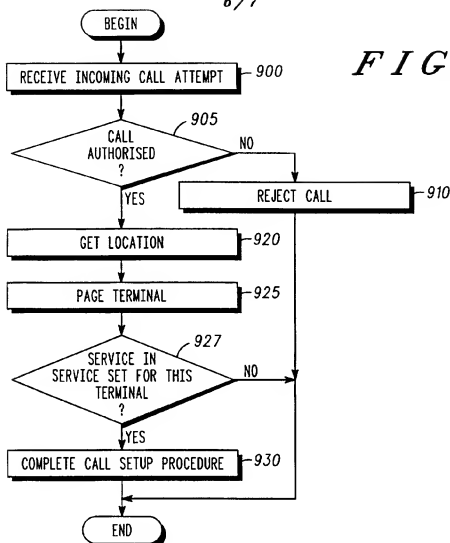 6/7
BEGIN
RECEIVE INCOMING CALL ATTEMPT
900
FIG
905
CALL
AUTHORISED
?
NO
YES
REJECT CALL
910
GET LOCATION
920
PAGE TERMINAL
925
927
SERVICE IN
SERVICE SET FOR THIS
TERMINAL
?
NO
YES
COMPLETE CALL SETUP PROCEDURE
930
END